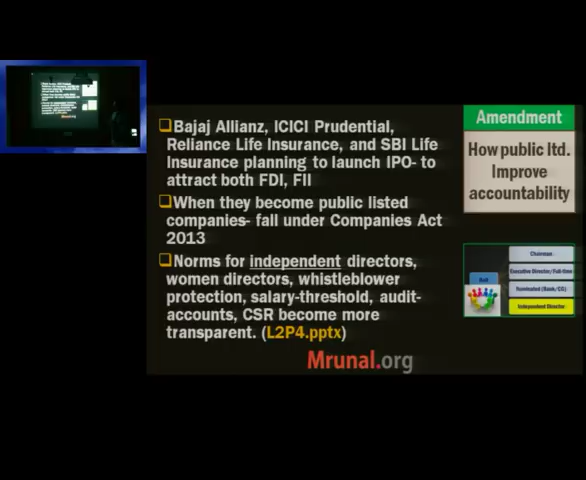 Bajaj Allianz, ICICI Prudential,
Reliance Life Insurance, and SBI Life
Insurance planning to launch IPO- to
attract both FDI, FII
When they become public listed
companies- fall under Companies Act
2013
Norms for independent directors,
women directors, whistleblower
protection, salary-threshold, audit-
accounts, CSR become more
transparent. (L2P4.pptx)
Mrunal.org
Amendment
How public ltd.
Improve
accountability
Chairman
Executive Director/Full-time
Nominated (Bank/CG)
Independent Director